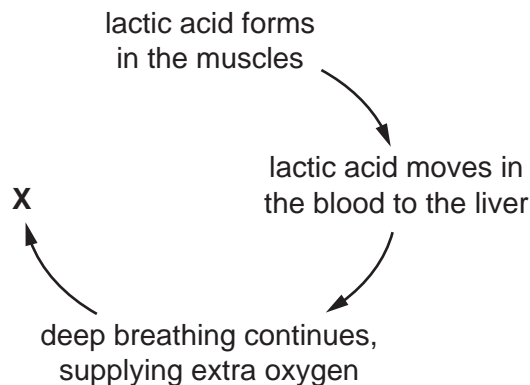 lactic acid forms
in the muscles
lactic acid moves in
the blood to the liver
X
deep breathing continues,
supplying extra oxygen